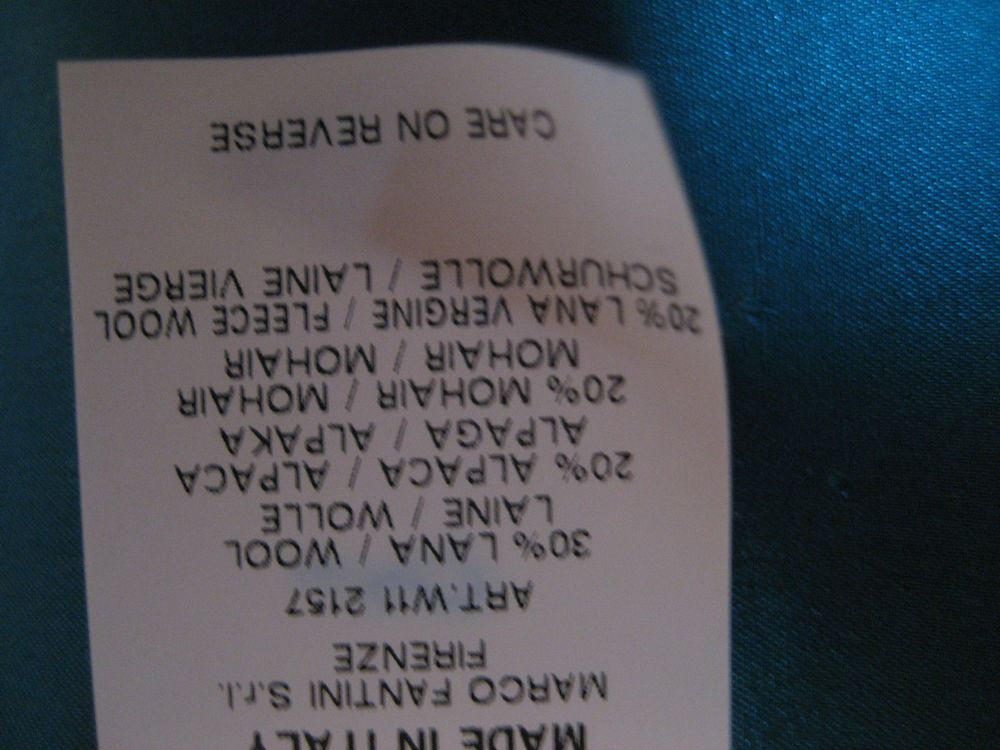 MADE IN ITALY
MARCO FANTINI S.r.l.
FIRENZE
ART.W11 2157
30% LANA / WOOL
LAINE / WOLLE
20% ALPACA / ALPACA
ALPAGA / ALPAKA
20% MOHAIR / MOHAIR
MOHAIR / MOHAIR
20% LANA VERGINE / FLEECE WOOL
SCHURWOLLE / LAINE VIERGE
CARE ON REVERSE